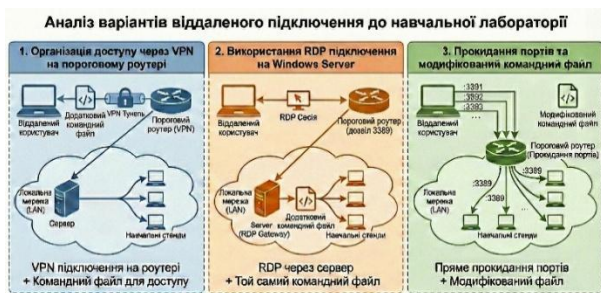 Аналіз варіантів віддаленого підключення до навчальної лабораторії
1. Організація доступу через VPN
на пороговому роутері
Віддалений
користувач
Додатковий
командний
файл
VPN Тунель
Пороговий
роутер (VPN)
Локальна
мережа
(LAN)
Сервер
Навчальні стенди
VPN підключення на роутері
+ Командний файл для доступу
2. Використання RDP підключення
на Windows Server
Віддалений
користувач
RDP Сесія
Пороговий роутер
(дозвіл 3389)
Локальна
мережа
(LAN)
Server
(RDP Gateway)
Додатковий
командний файл
Навчальні стенди
RDP через сервер
+ Той самий командний файл
3. Прокидання портів та
модифікований командний файл
Віддалений
користувач
:3391
:3392
:3393
...
Модифікований
командний файл
Пороговий роутер
(Прокидання портів)
Локальна
мережа
(LAN)
:3389
:3389
:3389
Навчальні стенди
Пряме прокидання портів
+ Модифікований файл